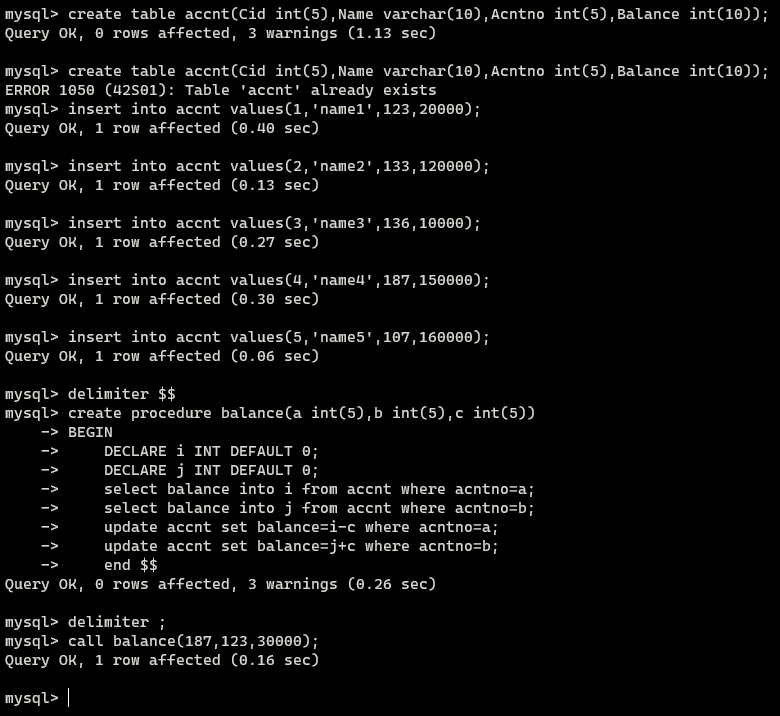 mysql> create table accnt(Cid int(5),Name varchar(10),Acntno int(5),Balance int(10));
Query OK, 0 rows affected, 3 warnings (1.13 sec)
mysql> create table accnt(Cid int(5),Name varchar(10),Acntno int(5),Balance int(10));
ERROR 1050 (42S01): Table 'accnt' already exists
mysql> insert into accnt values(1,'name1',123,20000);
Query OK, 1 row affected (0.40 sec)
mysql> insert into accnt values(2,'name2',133,120000);
Query OK, 1 row affected (0.13 sec)
mysql> insert into accnt values(3,'name3',136,10000);
Query OK, 1 row affected (0.27 sec)
mysql> insert into accnt values(4,'name4',187,150000);
Query OK, 1 row affected (0.30 sec)
mysql> insert into accnt values(5,'name5',107,160000);
Query OK, 1 row affected (0.06 sec)
mysql> delimiter $$
mysql> create procedure balance(a int(5),b int(5),c int(5))
    -> BEGIN
    ->     DECLARE i INT DEFAULT 0;
    ->     DECLARE j INT DEFAULT 0;
    ->     select balance into i from accnt where acntno=a;
    ->     select balance into j from accnt where acntno=b;
    ->     update accnt set balance=i-c where acntno=a;
    ->     update accnt set balance=j+c where acntno=b;
    ->     end $$
Query OK, 0 rows affected, 3 warnings (0.26 sec)
mysql> delimiter ;
mysql> call balance(187,123,30000);
Query OK, 1 row affected (0.16 sec)
mysql>